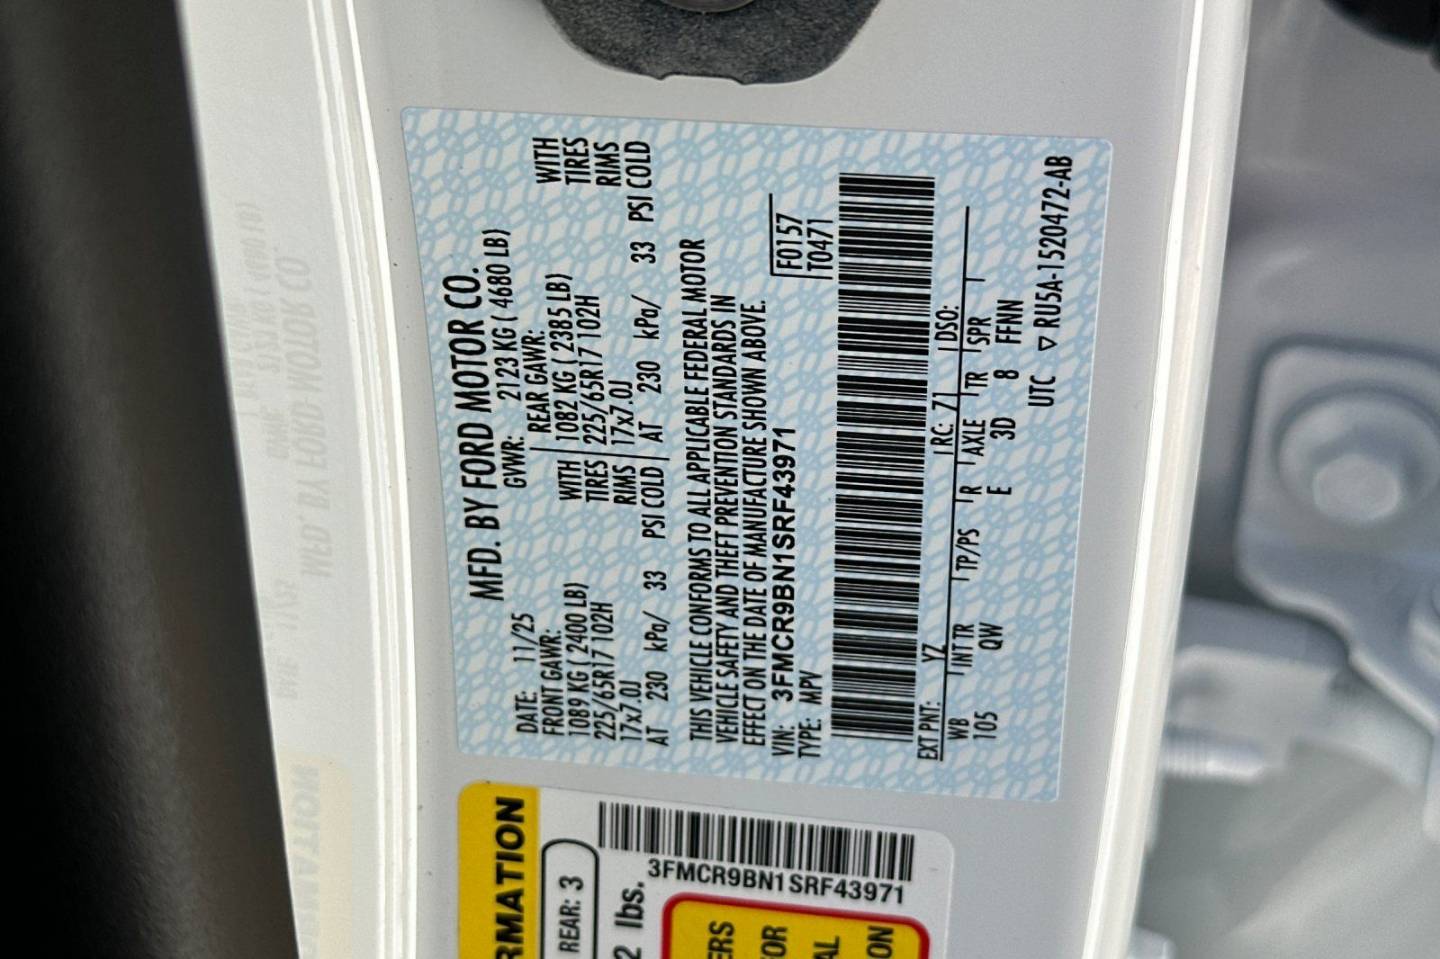 MFD. BY FORD MOTOR CO.
DATE: 11/25 GVWR: 2123 KG ( 4680 LB)
FRONT GAWR: REAR GAWR:
1089 KG ( 2400 LB) WITH 1082 KG ( 2385 LB) WITH
225/65R17 102H TIRES 225/65R17 102H TIRES
17x7.0J RIMS 17x7.0J RIMS
AT 230 kPa/ 33 PSI COLD AT 230 kPa/ 33 PSI COLD
THIS VEHICLE CONFORMS TO ALL APPLICABLE FEDERAL MOTOR
VEHICLE SAFETY AND THEFT PREVENTION STANDARDS IN
EFFECT ON THE DATE OF MANUFACTURE SHOWN ABOVE.
VIN: 3FMCR9BN1SRF43971 F0157
TYPE: MPV T0471
EXT PNT: YZ RC: 71 DSO:
WB INT TR TP/PS R AXLE TR SPR
105 QW E 3D 8 FFNN
UTC ▽ RU5A-1520472-AB
3FMCR9BN1SRF43971
RMATION
REAR: 3
2 lbs.
ERS
OR
AL
ON